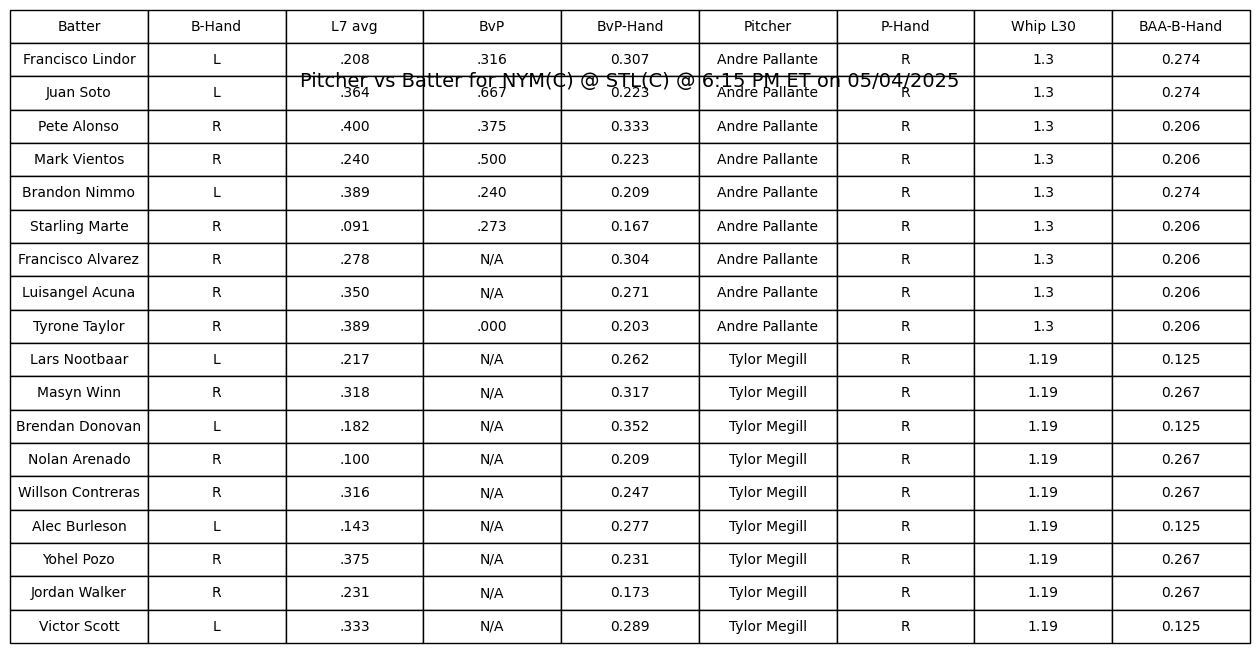 Batter B-Hand L7 avg BvP BvP-Hand Pitcher P-Hand Whip L30 BAA-B-Hand
Francisco Lindor L .208 .316 0.307 Andre Pallante R 1.3 0.274
Pitcher vs Batter for NYM(C) @ STL(C) @ 6:15 PM ET on 05/04/2025
Juan Soto L .364 .667 0.223 Andre Pallante R 1.3 0.274
Pete Alonso R .400 .375 0.333 Andre Pallante R 1.3 0.206
Mark Vientos R .240 .500 0.223 Andre Pallante R 1.3 0.206
Brandon Nimmo L .389 .240 0.209 Andre Pallante R 1.3 0.274
Starling Marte R .091 .273 0.167 Andre Pallante R 1.3 0.206
Francisco Alvarez R .278 N/A 0.304 Andre Pallante R 1.3 0.206
Luisangel Acuna R .350 N/A 0.271 Andre Pallante R 1.3 0.206
Tyrone Taylor R .389 .000 0.203 Andre Pallante R 1.3 0.206
Lars Nootbaar L .217 N/A 0.262 Tylor Megill R 1.19 0.125
Masyn Winn R .318 N/A 0.317 Tylor Megill R 1.19 0.267
Brendan Donovan L .182 N/A 0.352 Tylor Megill R 1.19 0.125
Nolan Arenado R .100 N/A 0.209 Tylor Megill R 1.19 0.267
Willson Contreras R .316 N/A 0.247 Tylor Megill R 1.19 0.267
Alec Burleson L .143 N/A 0.277 Tylor Megill R 1.19 0.125
Yohel Pozo R .375 N/A 0.231 Tylor Megill R 1.19 0.267
Jordan Walker R .231 N/A 0.173 Tylor Megill R 1.19 0.267
Victor Scott L .333 N/A 0.289 Tylor Megill R 1.19 0.125